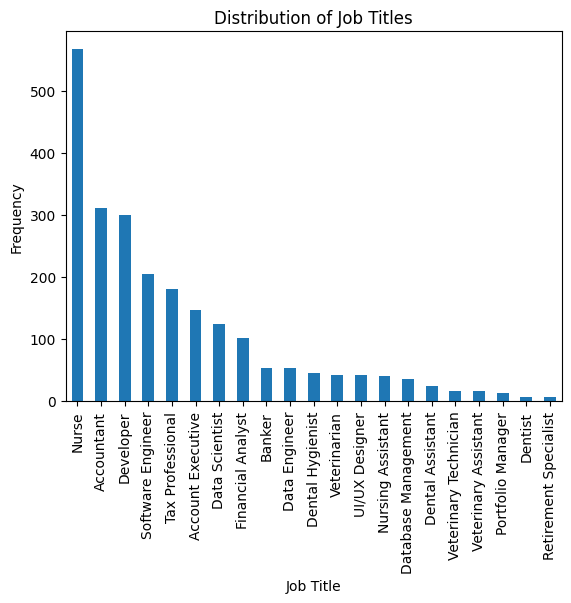 Distribution of Job Titles
Frequency
500
400
300
200
100
0
Nurse
Accountant
Developer
Software Engineer
Tax Professional
Account Executive
Data Scientist
Financial Analyst
Banker
Data Engineer
Dental Hygienist
Veterinarian
UI/UX Designer
Nursing Assistant
Database Management
Dental Assistant
Veterinary Technician
Veterinary Assistant
Portfolio Manager
Dentist
Retirement Specialist
Job Title